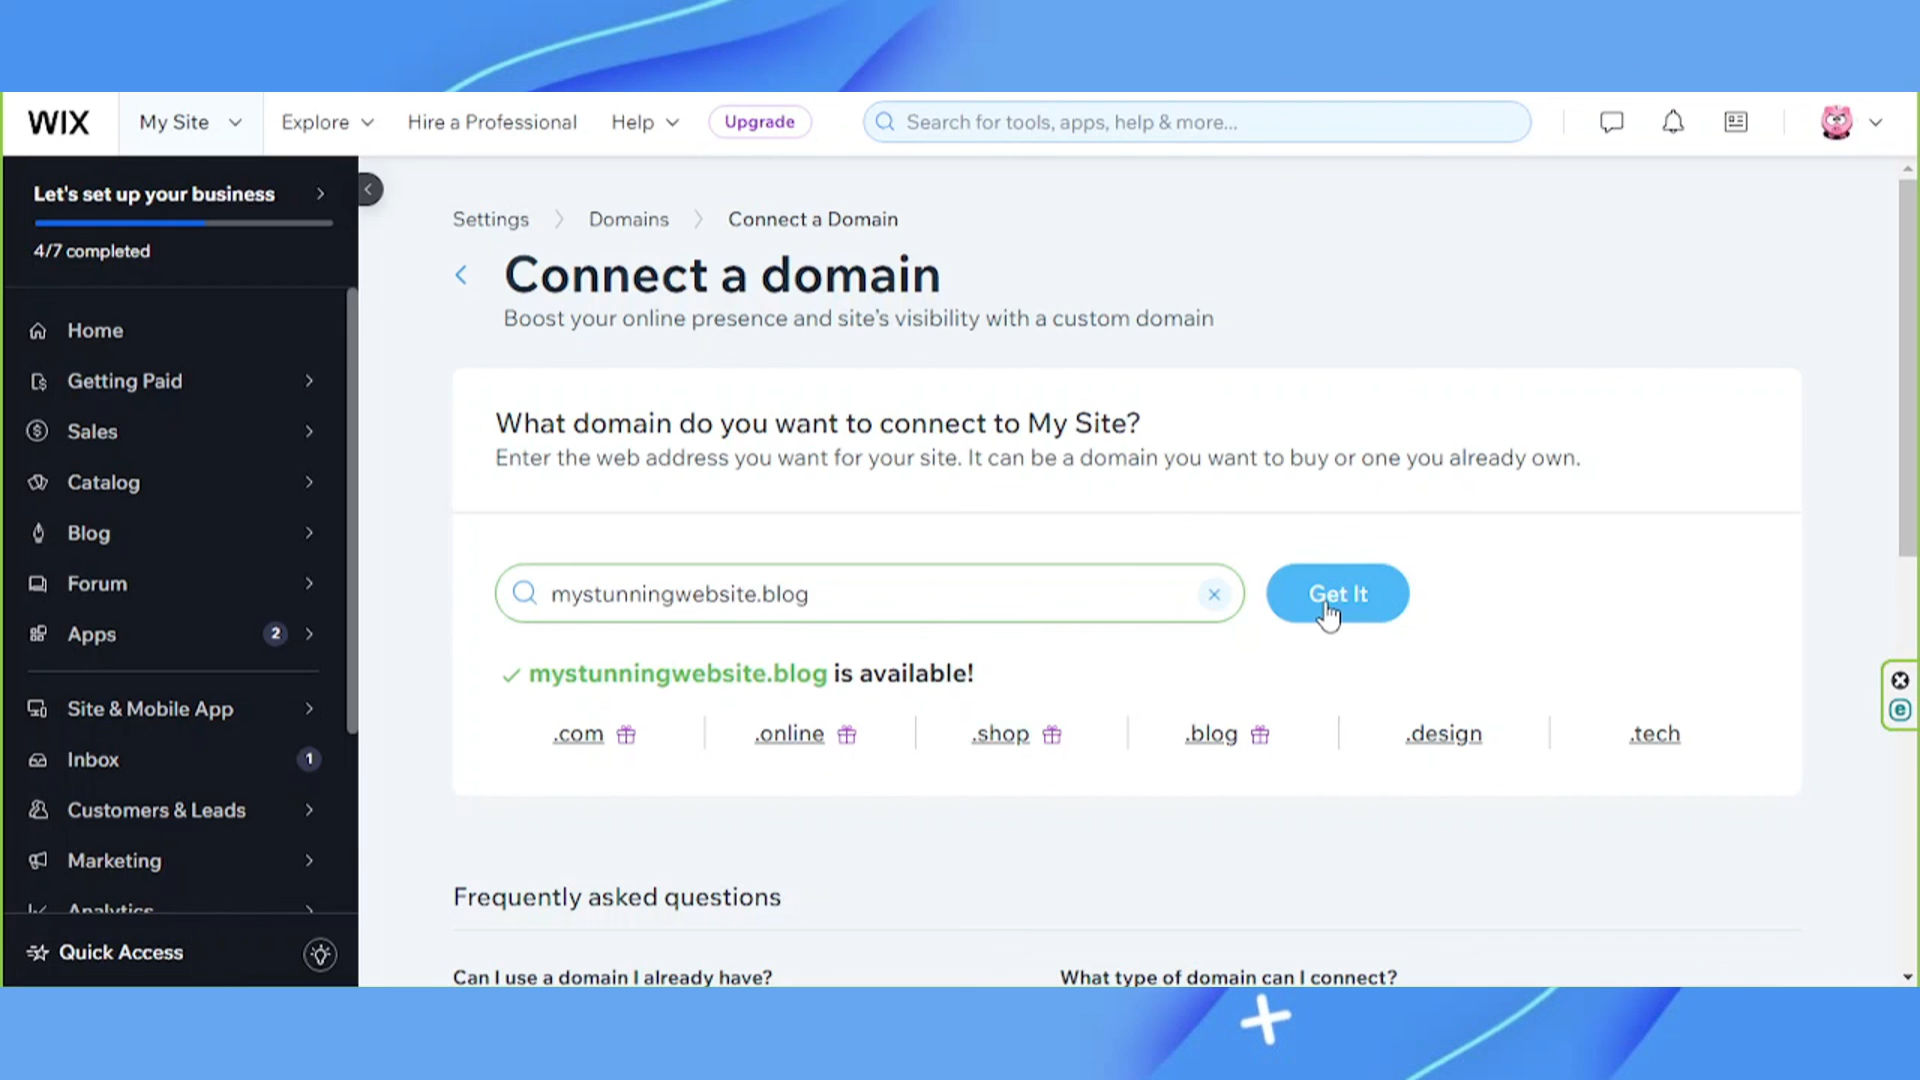 WIX
My Site
Explore
Hire a Professional
Help
Upgrade
Search for tools, apps, help & more...
Let's set up your business
4/7 completed
Home
Getting Paid
Sales
Catalog
Blog
Forum
Apps
2
Site & Mobile App
Inbox
1
Customers & Leads
Marketing
Analytics
Quick Access
Settings
Domains
Connect a Domain
Connect a domain
Boost your online presence and site's visibility with a custom domain
What domain do you want to connect to My Site?
Enter the web address you want for your site. It can be a domain you want to buy or one you already own.
mystunningwebsite.blog
Get It
mystunningwebsite.blog is available!
.com
.online
.shop
.blog
.design
.tech
Frequently asked questions
Can I use a domain I already have?
What type of domain can I connect?